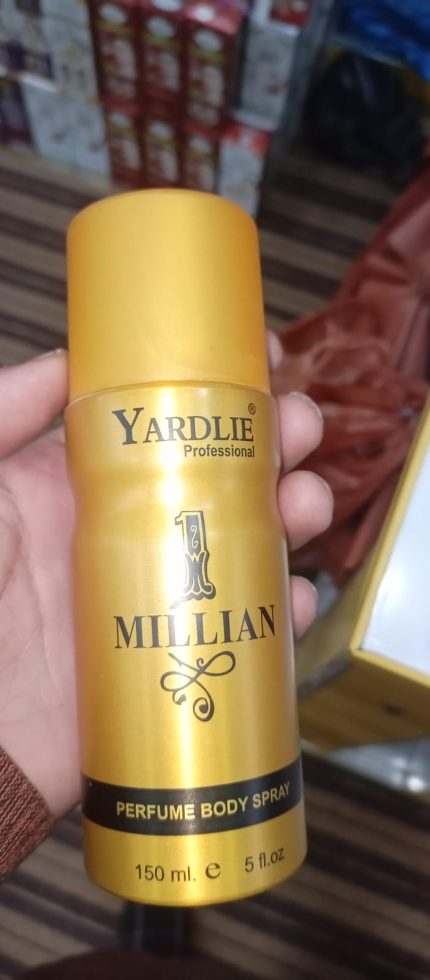 YARDLIE®
Professional
1
MILLIAN
PERFUME BODY SPRAY
150 ml. e 5 fl.oz